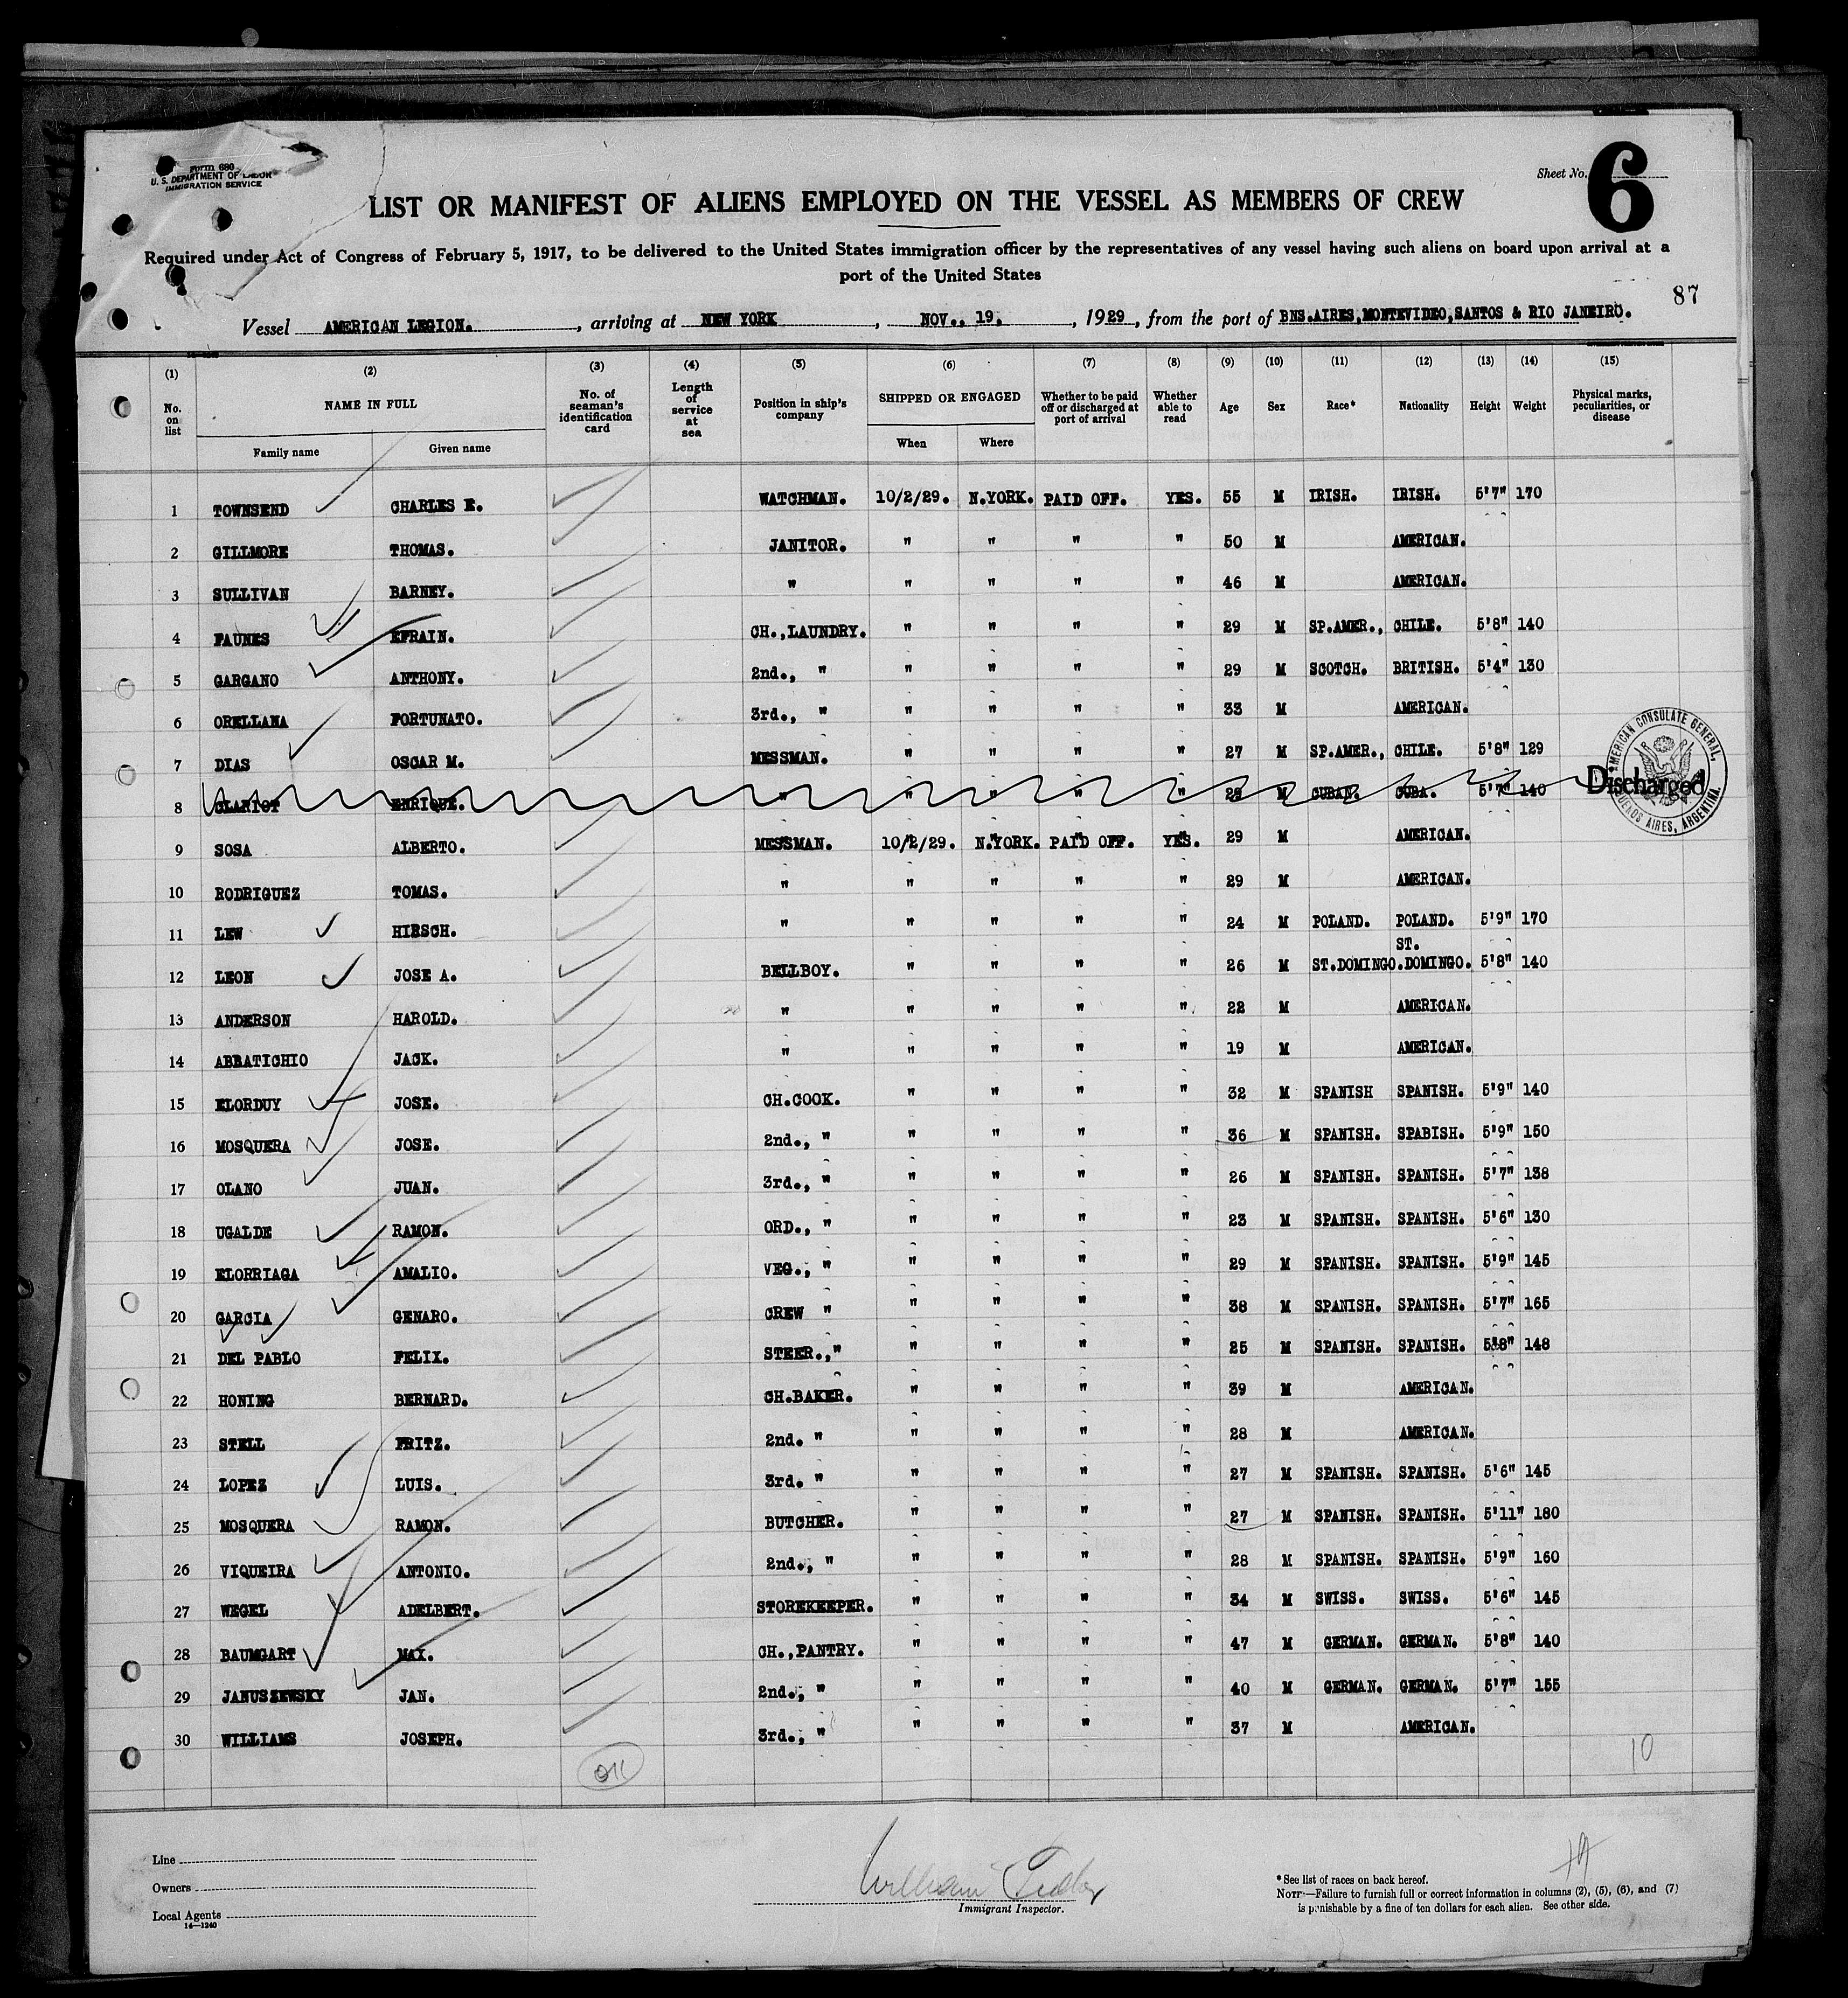 Form 680
U. S. DEPARTMENT OF LABOR
IMMIGRATION SERVICE
Sheet No. 6
LIST OR MANIFEST OF ALIENS EMPLOYED ON THE VESSEL AS MEMBERS OF CREW
Required under Act of Congress of February 5, 1917, to be delivered to the United States immigration officer by the representatives of any vessel having such aliens on board upon arrival at a
port of the United States
87
Vessel AMERICAN LEGION. , arriving at NEW YORK , NOV., 19, , 1929, from the port of BNS.AIRES,MONTEVIDEO,SANTOS & RIO JANEIRO.
(1) (2) (3) (4) (5) (6) (7) (8) (9) (10) (11) (12) (13) (14) (15)
No. on list NAME IN FULL Family name Given name No. of seaman's identification card Length of service at sea Position in ship's company SHIPPED OR ENGAGED When Where Whether to be paid off or discharged at port of arrival Whether able to read Age Sex Race* Nationality Height Weight Physical marks, peculiarities, or disease
1 TOWNSEND CHARLES E. WATCHMAN. 10/2/29. N.YORK. PAID OFF. YES. 55 M IRISH. IRISH. 5'7" 170
2 GILLMORE THOMAS. JANITOR. " " " " 50 M AMERICAN.
3 SULLIVAN BARNEY. " " " " " 46 M AMERICAN.
4 FAUNES EFRAIN. CH.,LAUNDRY. " " " " 29 M SP.AMER., CHILE. 5'8" 140
5 GARGANO ANTHONY. 2nd., " " " " " 29 M SCOTCH. BRITISH. 5'4" 130
6 ORELLANA FORTUNATO. 3rd., " " " " " 33 M AMERICAN.
7 DIAS OSCAR M. MESSMAN. " " " " 27 M SP.AMER., CHILE. 5'8" 129
8 CLARIOT ENRIQUE. " " " " " 28 M CUBAN. CUBA. 5'7" 140 Discharged
AMERICAN CONSULATE GENERAL, BUENOS AIRES, ARGENTINA.
9 SOSA ALBERTO. MESSMAN. 10/2/29. N.YORK. PAID OFF. YES. 29 M AMERICAN.
10 RODRIGUEZ TOMAS. " " " " " 29 M AMERICAN.
11 LEW HIRSCH. " " " " " 24 M POLAND. POLAND. 5'9" 170
12 LEON JOSE A. BELLBOY. " " " " 26 M ST.DOMINGO. ST. DOMINGO. 5'8" 140
13 ANDERSON HAROLD. " " " " " 22 M AMERICAN.
14 ABBATICHIO JACK. " " " " " 19 M AMERICAN.
15 ELORDUY JOSE. CH.COOK. " " " " 32 M SPANISH SPANISH. 5'9" 140
16 MOSQUERA JOSE. 2nd., " " " " " 36 M SPANISH. SPABISH. 5'9" 150
17 OLANO JUAN. 3rd., " " " " " 26 M SPANISH. SPANISH. 5'7" 138
18 UGALDE RAMON. ORD., " " " " " 23 M SPANISH. SPANISH. 5'6" 130
19 ELORRIAGA AMALIO. VEG., " " " " " 29 M SPANISH. SPANISH. 5'9" 145
20 GARCIA GENARO. CREW " " " " " 38 M SPANISH. SPANISH. 5'7" 165
21 DEL PABLO FELIX. STEER.," " " " " 25 M SPANISH. SPANISH. 5'8" 148
22 HONING BERNARD. CH.BAKER. " " " " 39 M AMERICAN.
23 STELL FRITZ. 2nd. " " " " " 28 M AMERICAN.
24 LOPEZ LUIS. 3rd. " " " " " 27 M SPANISH. SPANISH. 5'6" 145
25 MOSQUERA RAMON. BUTCHER. " " " " 27 M SPANISH. SPANISH. 5'11" 180
26 VIQUEIRA ANTONIO. 2nd., " " " " " 28 M SPANISH. SPANISH. 5'9" 160
27 WEGEL ADELBERT. STOREKEEPER. " " " " 34 M SWISS. SWISS. 5'6" 145
28 BAUMGART MAX. CH.,PANTRY. " " " " 47 M GERMAN. GERMAN. 5'8" 140
29 JANUSZEWSKY JAN. 2nd., " " " " " 40 M GERMAN. GERMAN. 5'7" 155
30 WILLIAMS JOSEPH. 3rd., " " " " " 37 M AMERICAN.
OK
10
Line
Owners
Local Agents
14—1240
William
Immigrant Inspector.
* See list of races on back hereof.
NOTE—Failure to furnish full or correct information in columns (2), (5), (6), and (7)
is punishable by a fine of ten dollars for each alien. See other side.